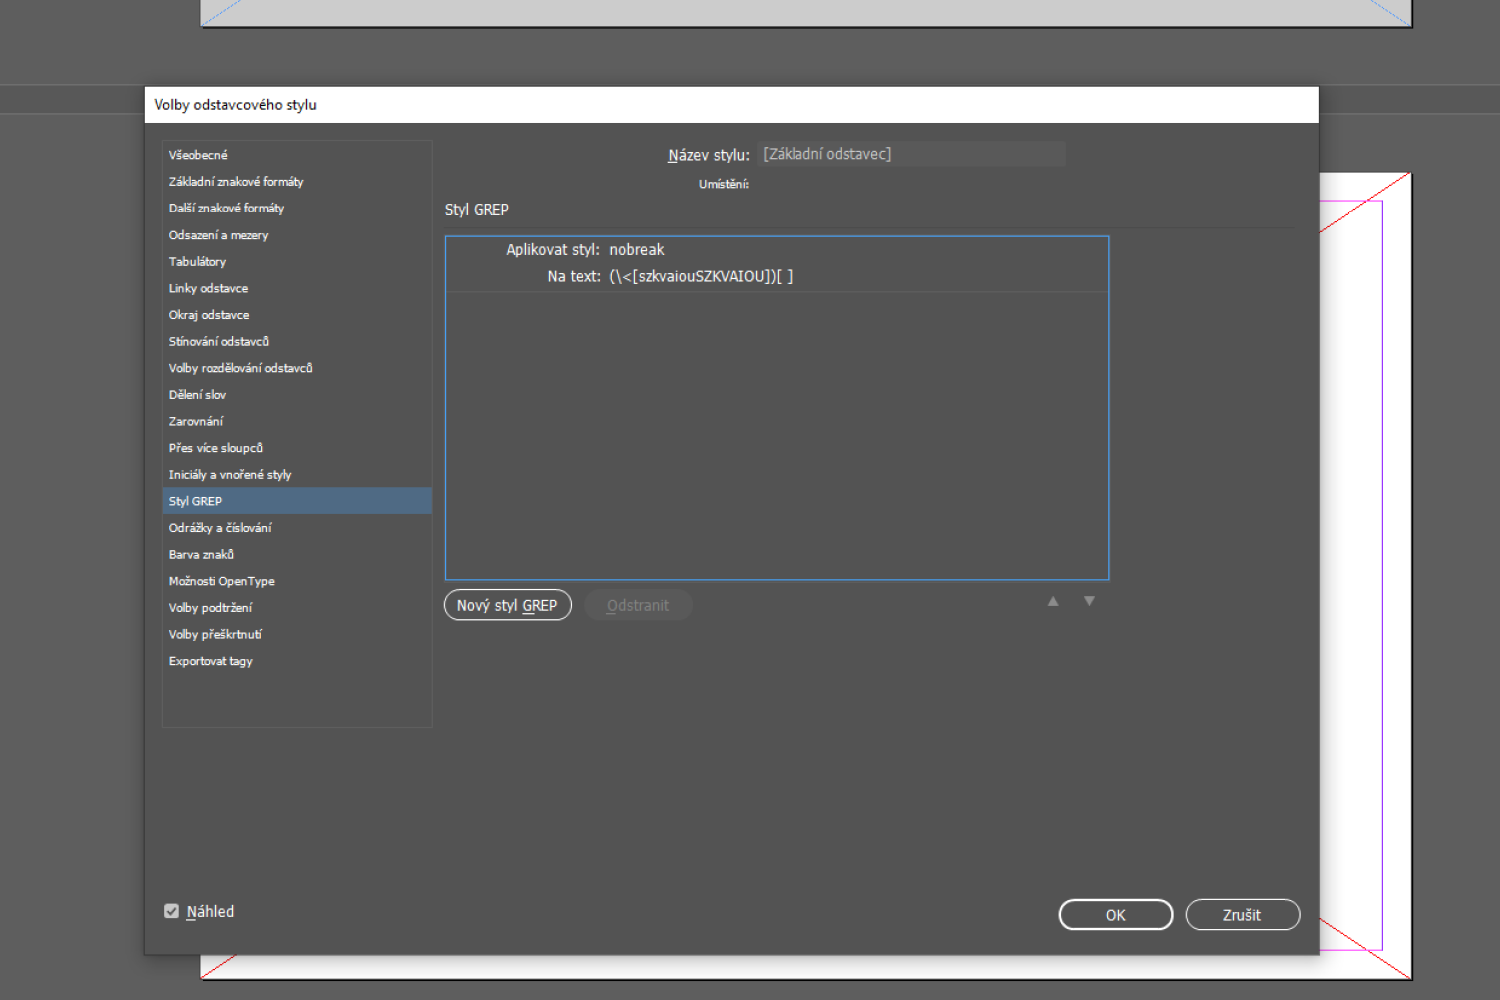 Volby odstavcového stylu
Všeobecné
Základní znakové formáty
Další znakové formáty
Odsazení a mezery
Tabulátory
Linky odstavce
Okraj odstavce
Stínování odstavců
Volby rozdělování odstavců
Dělení slov
Zarovnání
Přes více sloupců
Iniciály a vnořené styly
Styl GREP
Odrážky a číslování
Barva znaků
Možnosti OpenType
Volby podtržení
Volby přeškrtnutí
Exportovat tagy
Název stylu: [Základní odstavec]
Umístění:
Styl GREP
Aplikovat styl: nobreak
Na text: (\<[szkvaiouSZKVAIOU])[ ]
Nový styl GREP
Odstranit
Náhled
OK
Zrušit